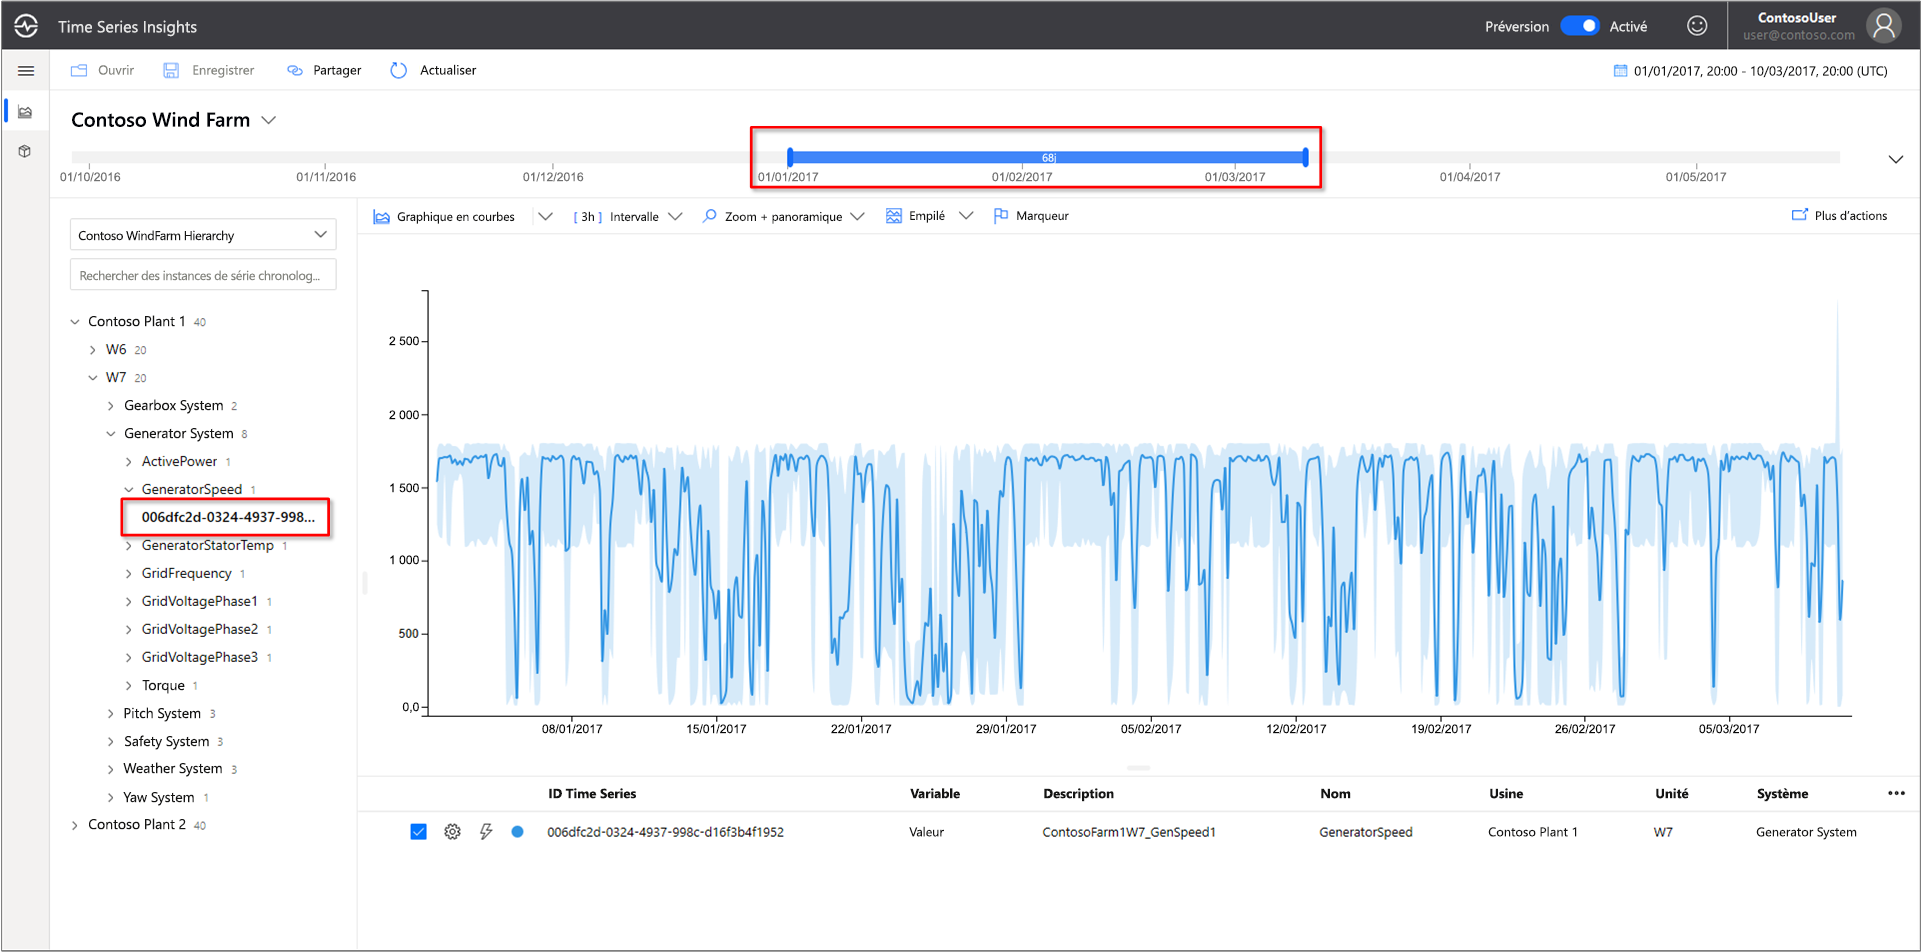 Time Series Insights
Préversion Activé
ContosoUser
user@contoso.com
Ouvrir Enregistrer Partager Actualiser
01/01/2017, 20:00 - 10/03/2017, 20:00 (UTC)
Contoso Wind Farm
68j
01/10/2016 01/11/2016 01/12/2016 01/01/2017 01/02/2017 01/03/2017 01/04/2017 01/05/2017
Graphique en courbes [ 3h ] Intervalle Zoom + panoramique Empilé Marqueur Plus d'actions
Contoso WindFarm Hierarchy
Rechercher des instances de série chronolog...
Contoso Plant 1 40
W6 20
W7 20
Gearbox System 2
Generator System 8
ActivePower 1
GeneratorSpeed 1
006dfc2d-0324-4937-998...
GeneratorStatorTemp 1
GridFrequency 1
GridVoltagePhase1 1
GridVoltagePhase2 1
GridVoltagePhase3 1
Torque 1
Pitch System 3
Safety System 3
Weather System 3
Yaw System 1
Contoso Plant 2 40
2 500
2 000
1 500
1 000
500
0,0
08/01/2017 15/01/2017 22/01/2017 29/01/2017 05/02/2017 12/02/2017 19/02/2017 26/02/2017 05/03/2017
ID Time Series Variable Description Nom Usine Unité Système
006dfc2d-0324-4937-998c-d16f3b4f1952 Valeur ContosoFarm1W7_GenSpeed1 GeneratorSpeed Contoso Plant 1 W7 Generator System